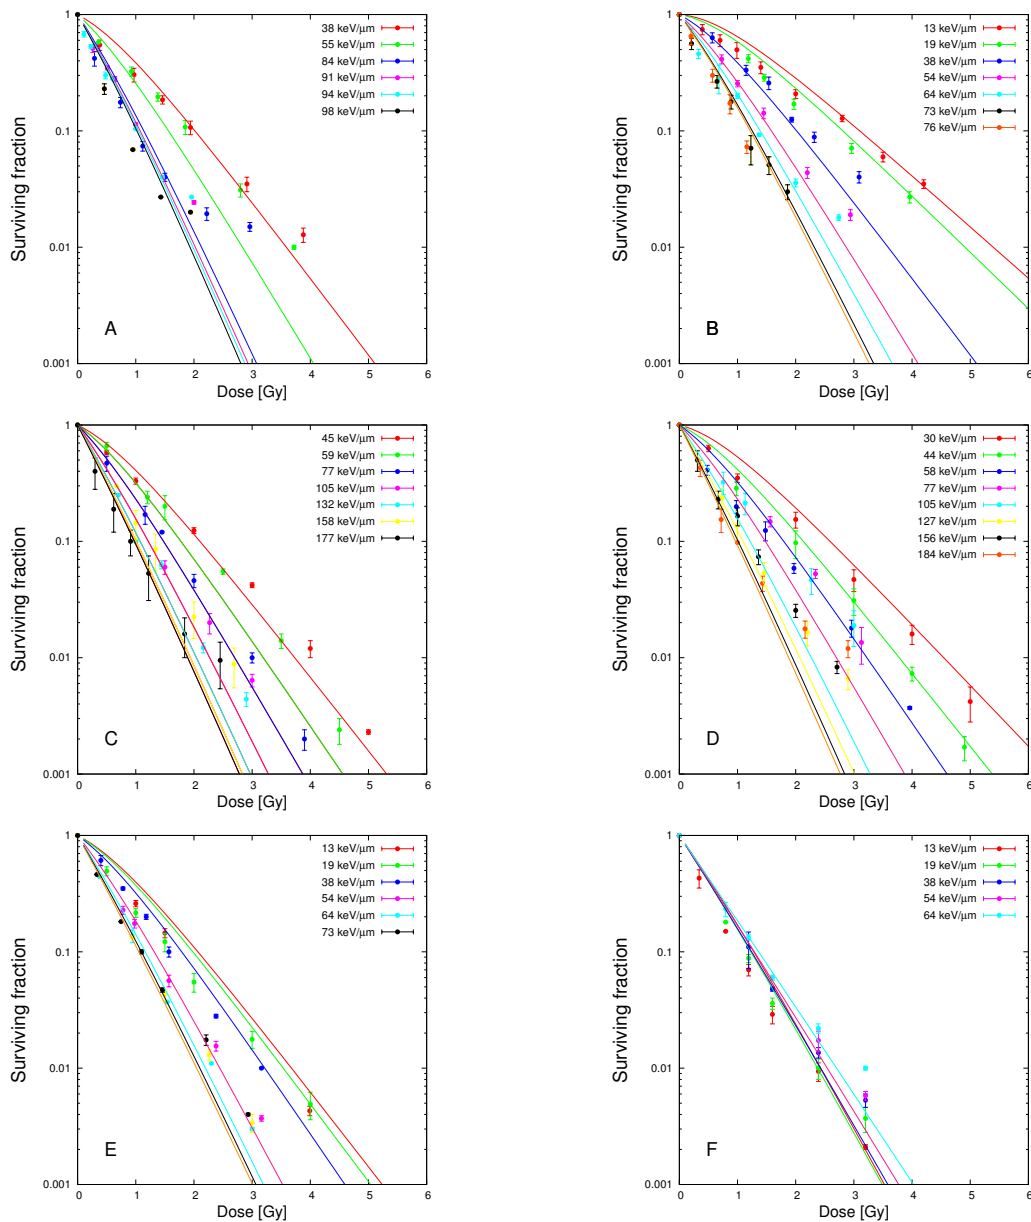 38 keV/μm
55 keV/μm
84 keV/μm
91 keV/μm
94 keV/μm
98 keV/μm
1
0.1
0.01
0.001
Surviving fraction
A
0 1 2 3 4 5 6
Dose [Gy]
13 keV/μm
19 keV/μm
38 keV/μm
54 keV/μm
64 keV/μm
73 keV/μm
76 keV/μm
1
0.1
0.01
0.001
Surviving fraction
B
0 1 2 3 4 5 6
Dose [Gy]
45 keV/μm
59 keV/μm
77 keV/μm
105 keV/μm
132 keV/μm
158 keV/μm
177 keV/μm
1
0.1
0.01
0.001
Surviving fraction
C
0 1 2 3 4 5 6
Dose [Gy]
30 keV/μm
44 keV/μm
58 keV/μm
77 keV/μm
105 keV/μm
127 keV/μm
156 keV/μm
184 keV/μm
1
0.1
0.01
0.001
Surviving fraction
D
0 1 2 3 4 5 6
Dose [Gy]
13 keV/μm
19 keV/μm
38 keV/μm
54 keV/μm
64 keV/μm
73 keV/μm
1
0.1
0.01
0.001
Surviving fraction
E
0 1 2 3 4 5 6
Dose [Gy]
13 keV/μm
19 keV/μm
38 keV/μm
54 keV/μm
64 keV/μm
1
0.1
0.01
0.001
Surviving fraction
F
0 1 2 3 4 5 6
Dose [Gy]